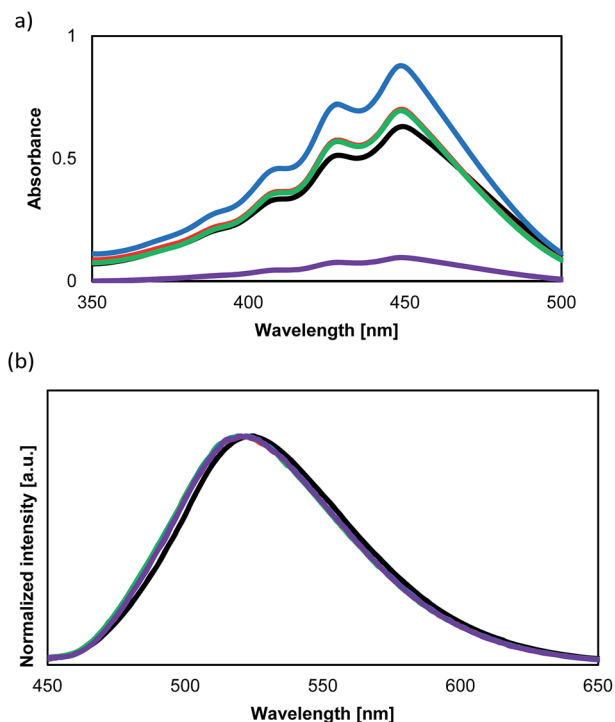 a)
1
0.5
0
Absorbance
350 400 450 500
Wavelength [nm]
(b)
Normalized intensity [a.u.]
450 500 550 600 650
Wavelength [nm]